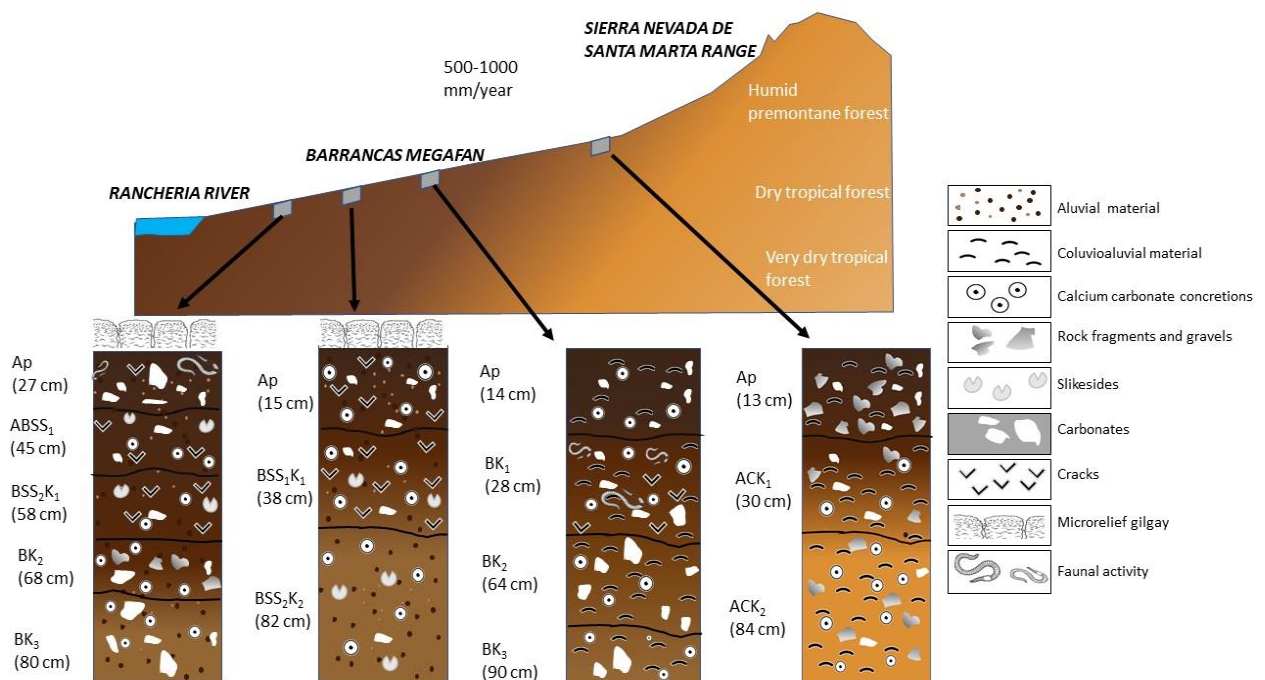 SIERRA NEVADA DE
SANTA MARTA RANGE
500-1000
mm/year
Humid
premontane forest
BARRANCAS MEGAFAN
RANCHERIA RIVER
Dry tropical forest
Very dry tropical
forest
Ap
(27 cm)
ABSS1
(45 cm)
BSS2K1
(58 cm)
BK2
(68 cm)
BK3
(80 cm)
Ap
(15 cm)
BSS1K1
(38 cm)
BSS2K2
(82 cm)
Ap
(14 cm)
BK1
(28 cm)
BK2
(64 cm)
BK3
(90 cm)
Ap
(13 cm)
ACK1
(30 cm)
ACK2
(84 cm)
Aluvial material
Coluvioaluvial material
Calcium carbonate concretions
Rock fragments and gravels
Slikesides
Carbonates
Cracks
Microrelief gilgay
Faunal activity